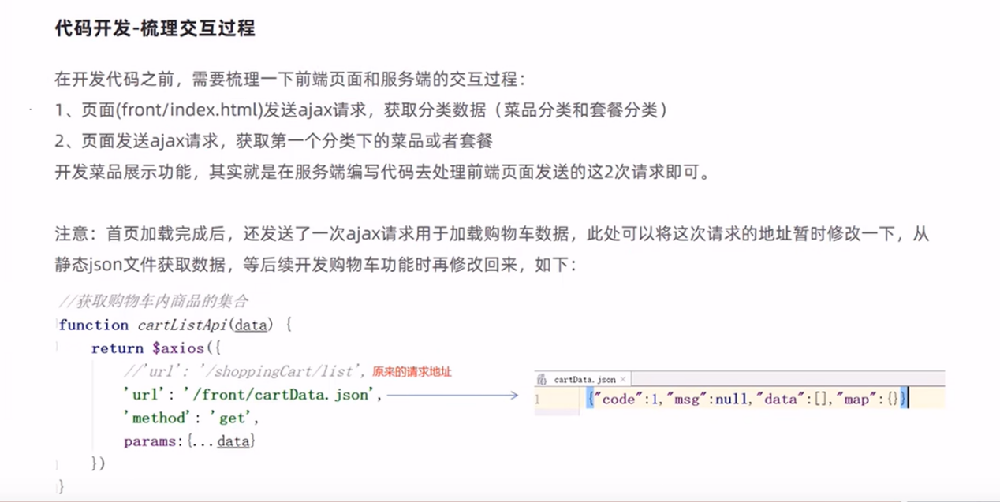 代码开发-梳理交互过程
在开发代码之前，需要梳理一下前端页面和服务端的交互过程：
1、页面(front/index.html)发送ajax请求，获取分类数据（菜品分类和套餐分类）
2、页面发送ajax请求，获取第一个分类下的菜品或者套餐
开发菜品展示功能，其实就是在服务端编写代码去处理前端页面发送的这2次请求即可。
注意：首页加载完成后，还发送了一次ajax请求用于加载购物车数据，此处可以将这次请求的地址暂时修改一下，从
静态json文件获取数据，等后续开发购物车功能时再修改回来，如下：
//获取购物车内商品的集合
function cartListApi(data) {
return $axios({
//'url': '/shoppingCart/list', 原来的请求地址
'url': '/front/cartData.json',
'method': 'get',
params:{...data}
})
}
cartData.json ×
1 {"code":1,"msg":null,"data":[],"map":{}}